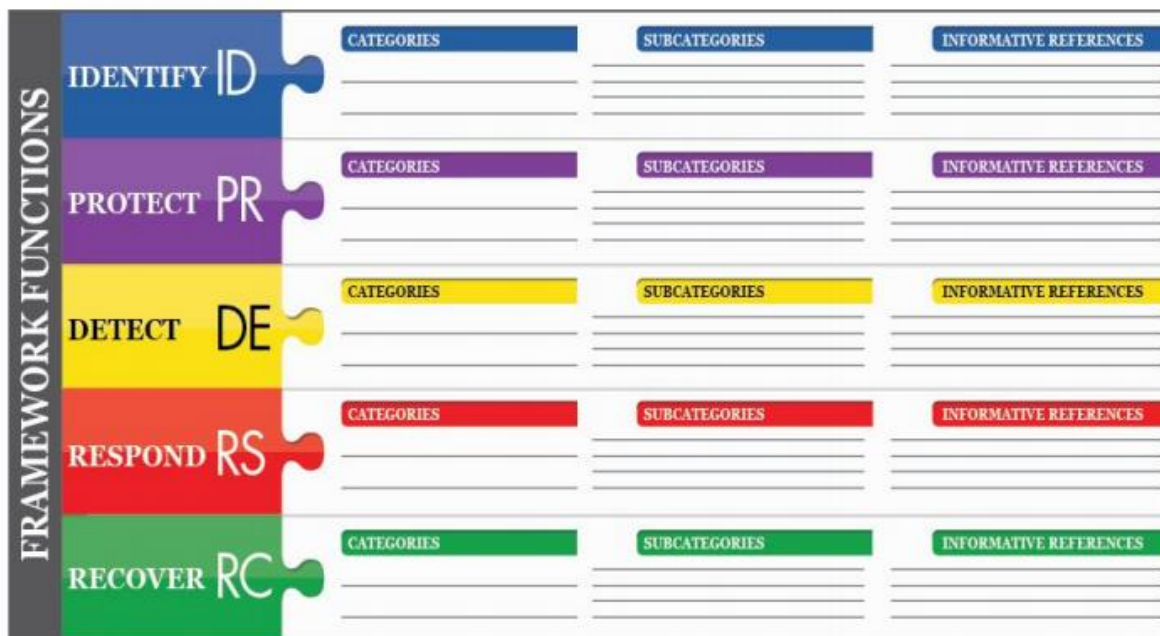 FRAMEWORK FUNCTIONS
IDENTIFY ID
CATEGORIES
SUBCATEGORIES
INFORMATIVE REFERENCES
PROTECT PR
CATEGORIES
SUBCATEGORIES
INFORMATIVE REFERENCES
DETECT DE
CATEGORIES
SUBCATEGORIES
INFORMATIVE REFERENCES
RESPOND RS
CATEGORIES
SUBCATEGORIES
INFORMATIVE REFERENCES
RECOVER RC
CATEGORIES
SUBCATEGORIES
INFORMATIVE REFERENCES